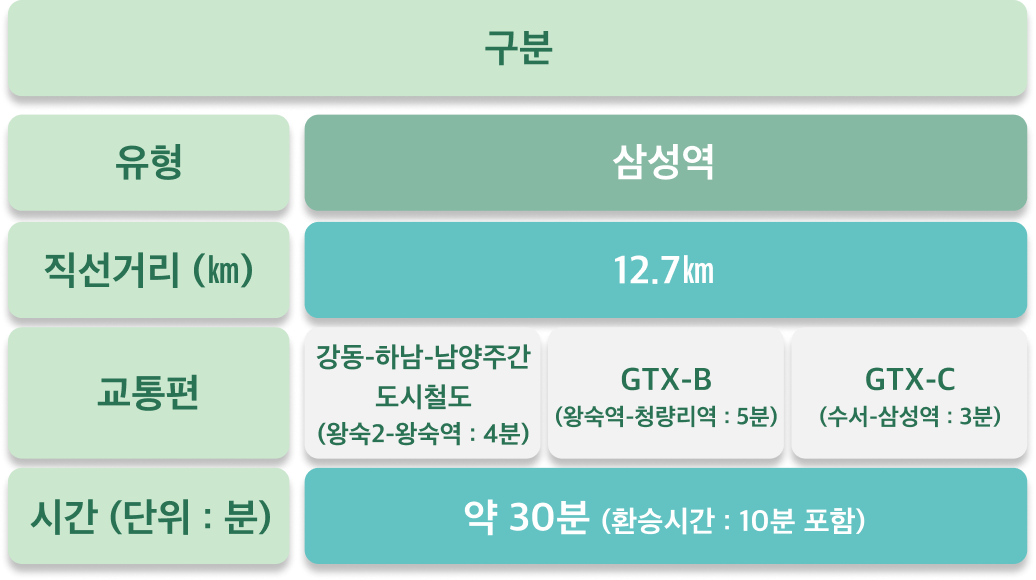 구분
유형
삼성역
직선거리 (㎞)
12.7㎞
교통편
강동-하남-남양주간
도시철도
(왕숙2-왕숙역 : 4분)
GTX-B
(왕숙역-청량리역 : 5분)
GTX-C
(수서-삼성역 : 3분)
시간 (단위 : 분)
약 30분 (환승시간 : 10분 포함)